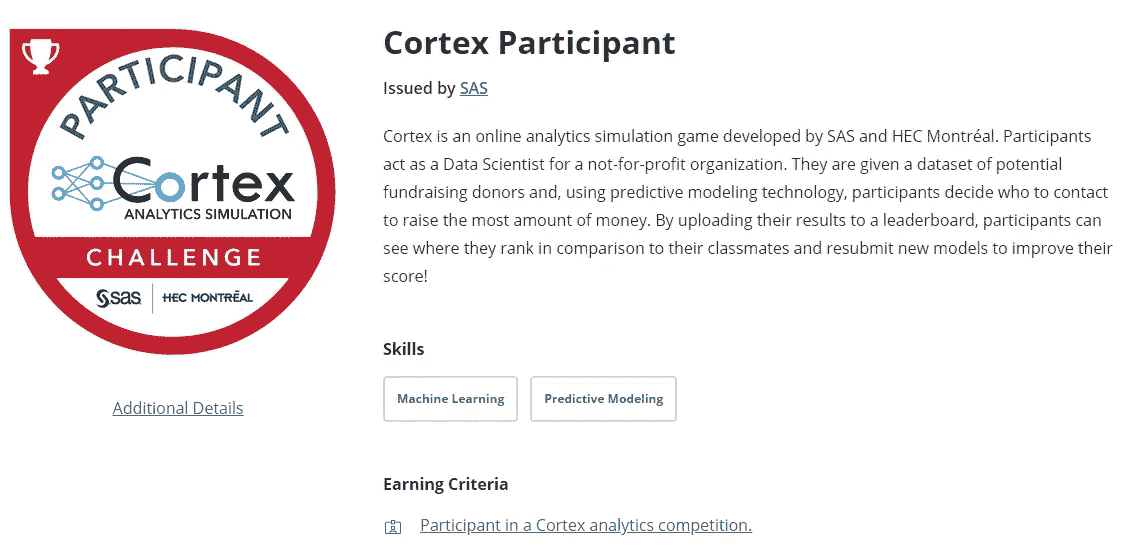 PARTICIPANT
Cortex
ANALYTICS SIMULATION
CHALLENGE
sas
HEC MONTRĒAL
Additional Details
Cortex Participant
Issued by SAS
Cortex is an online analytics simulation game developed by SAS and HEC Montréal. Participants
act as a Data Scientist for a not-for-profit organization. They are given a dataset of potential
fundraising donors and, using predictive modeling technology, participants decide who to contact
to raise the most amount of money. By uploading their results to a leaderboard, participants can
see where they rank in comparison to their classmates and resubmit new models to improve their
score!
Skills
Machine Learning
Predictive Modeling
Earning Criteria
Participant in a Cortex analytics competition.